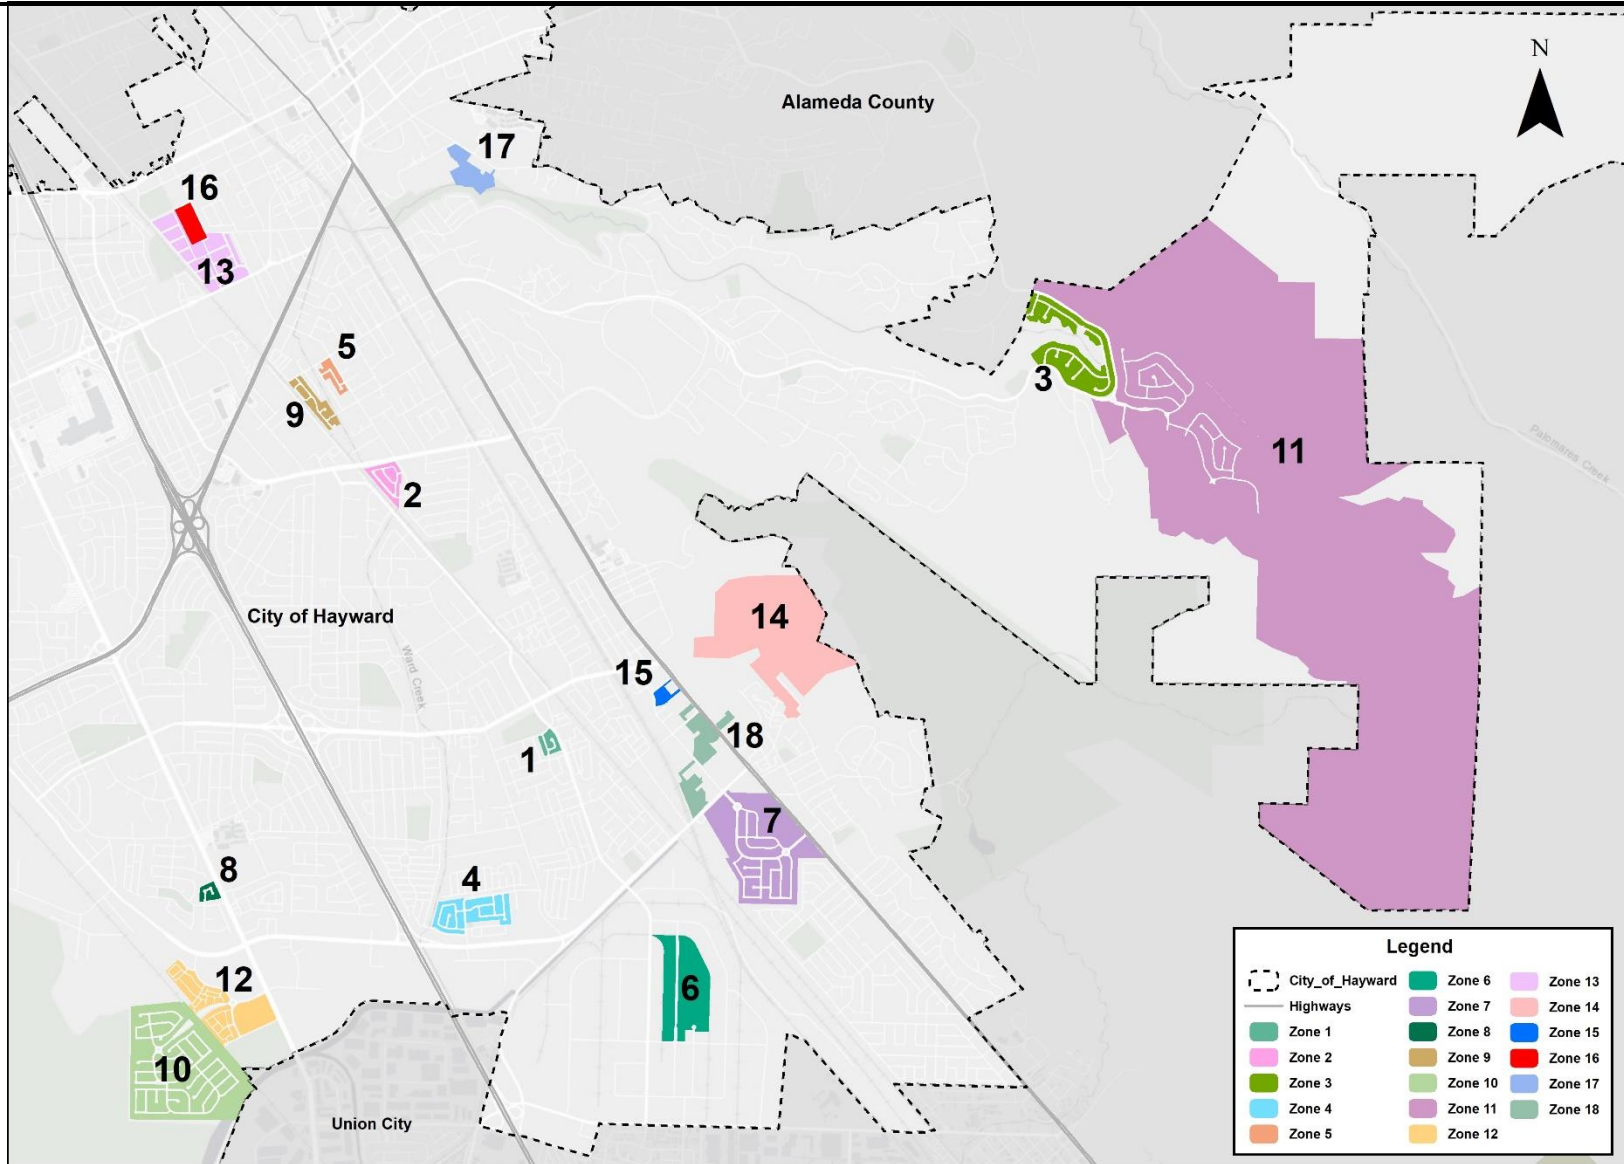 N
Alameda County
17
16
13
5
3
9
11
Palomares Creek
2
14
City of Hayward
Ward Creek
15
18
1
7
8
4
12
6
10
Union City
Legend
City_of_Hayward
Highways
Zone 1
Zone 2
Zone 3
Zone 4
Zone 5
Zone 6
Zone 7
Zone 8
Zone 9
Zone 10
Zone 11
Zone 12
Zone 13
Zone 14
Zone 15
Zone 16
Zone 17
Zone 18